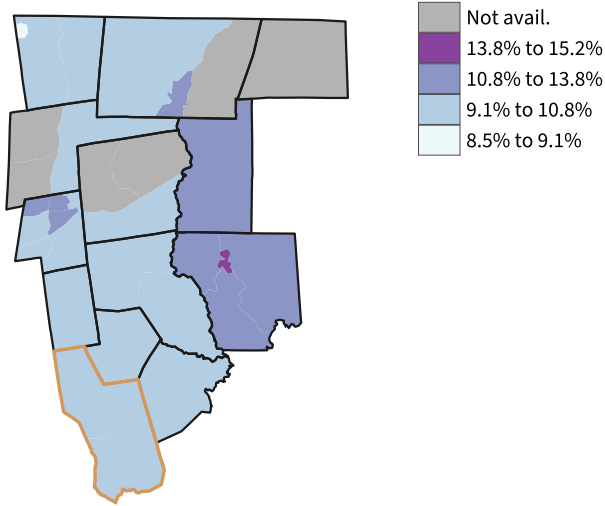 Not avail.
13.8% to 15.2%
10.8% to 13.8%
9.1% to 10.8%
8.5% to 9.1%